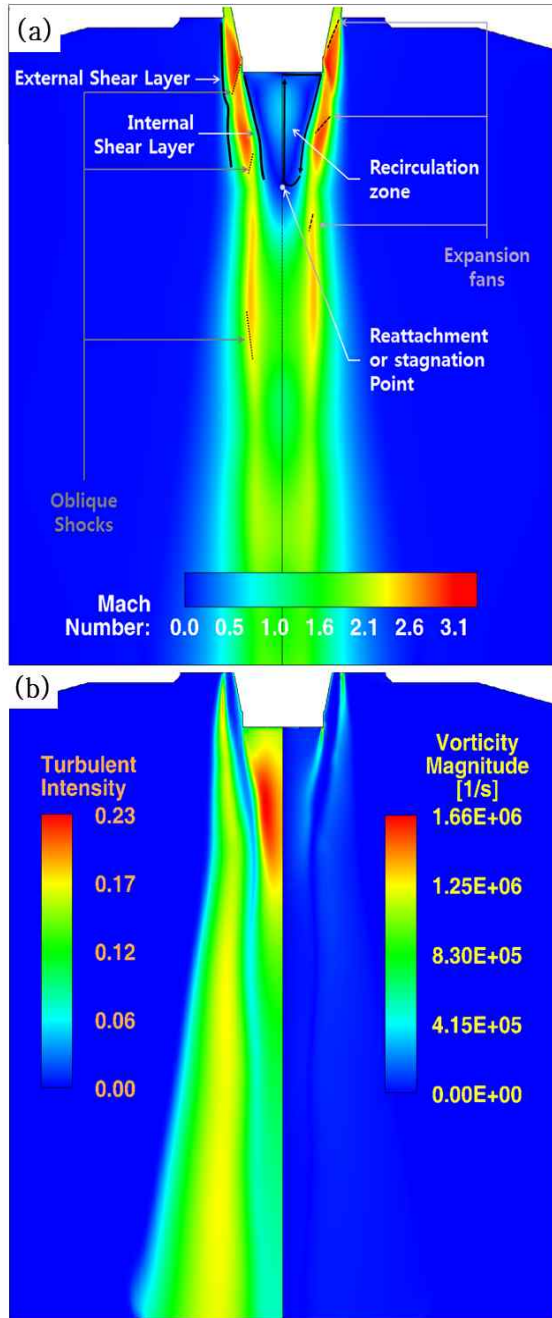 (a)
External Shear Layer
Internal
Shear Layer
Recirculation
zone
Expansion
fans
Reattachment
or stagnation
Point
Oblique
Shocks
Mach
Number: 0.0 0.5 1.0 1.6 2.1 2.6 3.1
(b)
Turbulent
Intensity
0.23
0.17
0.12
0.06
0.00
Vorticity
Magnitude
[1/s]
1.66E+06
1.25E+06
8.30E+05
4.15E+05
0.00E+00